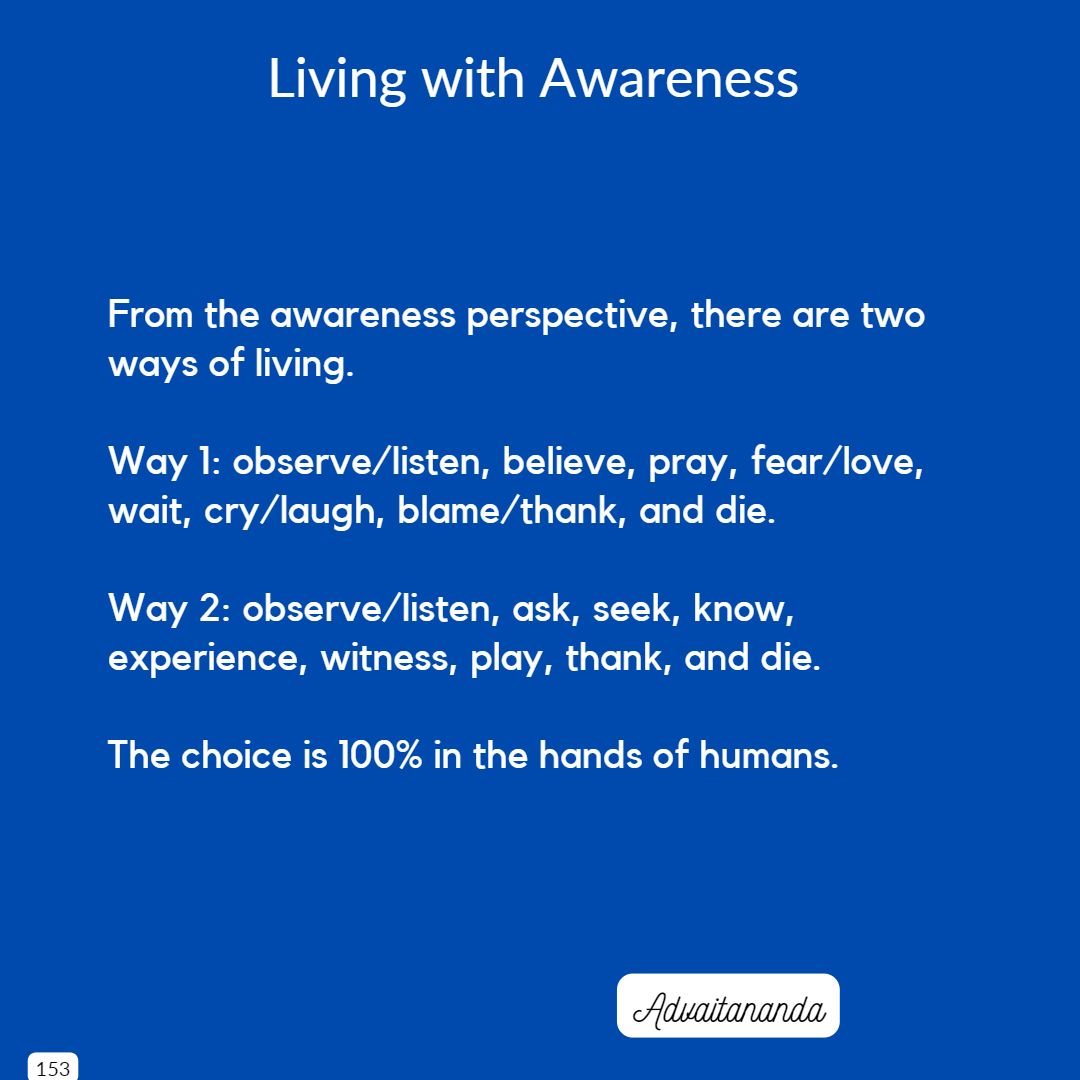 Living with Awareness
From the awareness perspective, there are two
ways of living.
Way 1: observe/listen, believe, pray, fear/love,
wait, cry/laugh, blame/thank, and die.
Way 2: observe/listen, ask, seek, know,
experience, witness, play, thank, and die.
The choice is 100% in the hands of humans.
Advaitananda
153